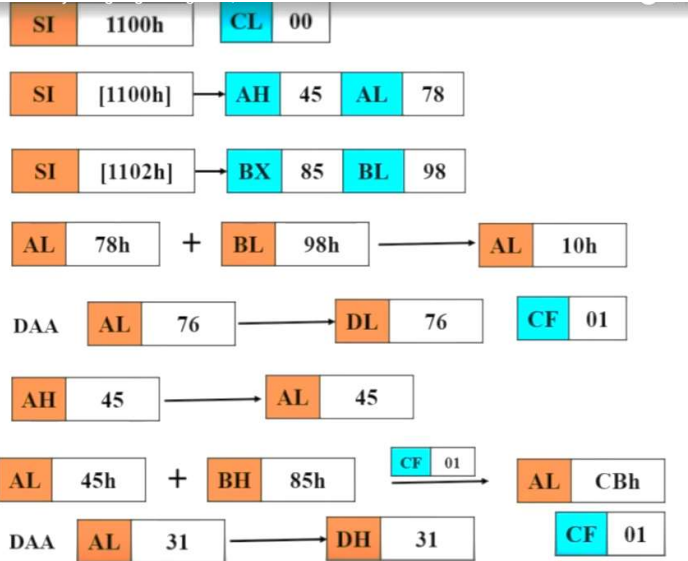 SI 1100h CL 00
SI [1100h] AH 45 AL 78
SI [1102h] BX 85 BL 98
AL 78h + BL 98h AL 10h
DAA AL 76 DL 76 CF 01
AH 45 AL 45
AL 45h + BH 85h CF 01 AL CBh
DAA AL 31 DH 31 CF 01